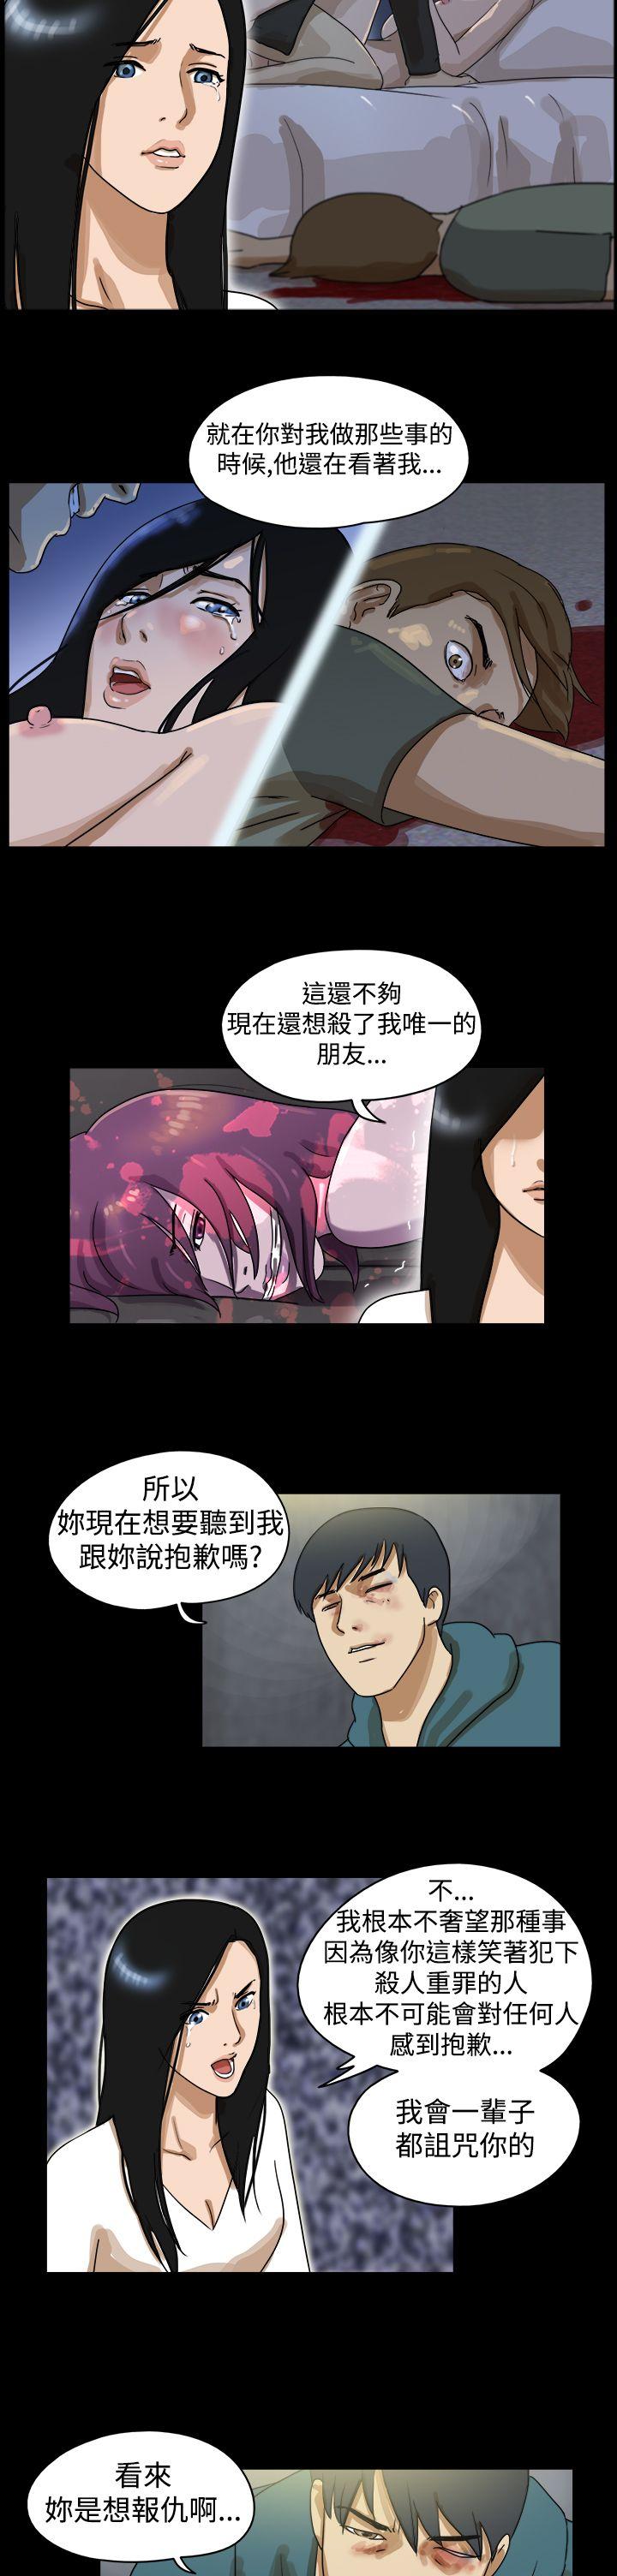 就在你對我做那些事的
時候,他還在看著我...
這還不夠
現在還想殺了我唯一的
朋友...
所以
妳現在想要聽到我
跟妳說抱歉嗎?
不...
我根本不奢望那種事
因為像你這樣笑著犯下
殺人重罪的人
根本不可能會對任何人
感到抱歉...
我會一輩子
都詛咒你的
看來
妳是想報仇啊...